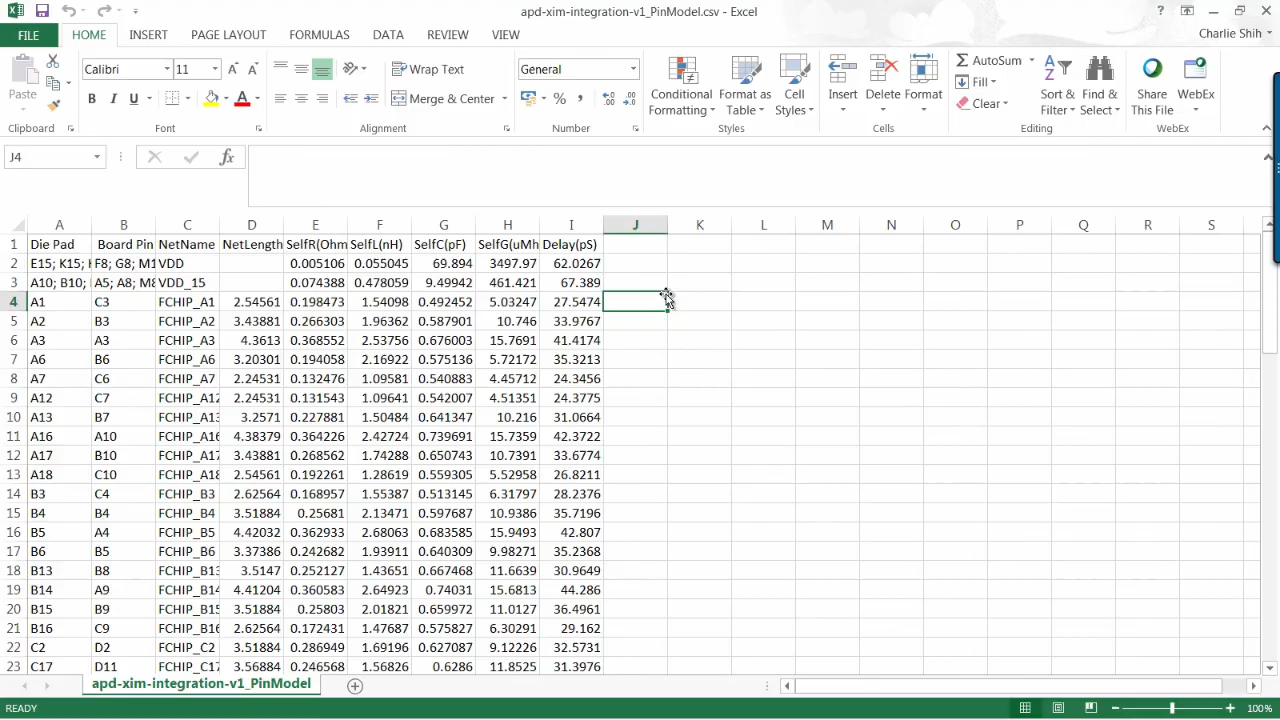 apd-xim-integration-v1_PinModel.csv - Excel
FILE HOME INSERT PAGE LAYOUT FORMULAS DATA REVIEW VIEW Charlie Shih
Paste
Calibri 11
B I U
Wrap Text
Merge & Center
General
Conditional Formatting
Format as Table
Cell Styles
Insert Delete Format
AutoSum
Fill
Clear
Sort & Filter
Find & Select
Share This File
WebEx
Clipboard Font Alignment Number Styles Cells Editing WebEx
J4 fx
A B C D E F G H I J K L M N O P Q R S
1 Die Pad Board Pin NetName NetLength SelfR(Ohm SelfL(nH) SelfC(pF) SelfG(uMh Delay(pS)
2 E15; K15; F8; G8; M1 VDD 0.005106 0.055045 69.894 3497.97 62.0267
3 A10; B10; A5; A8; M8 VDD_15 0.074388 0.478059 9.49942 461.421 67.389
4 A1 C3 FCHIP_A1 2.54561 0.198473 1.54098 0.492452 5.03247 27.5474
5 A2 B3 FCHIP_A2 3.43881 0.266303 1.96362 0.587901 10.746 33.9767
6 A3 A3 FCHIP_A3 4.3613 0.368552 2.53756 0.676003 15.7691 41.4174
7 A6 B6 FCHIP_A6 3.20301 0.194058 2.16922 0.575136 5.72172 35.3213
8 A7 C6 FCHIP_A7 2.24531 0.132476 1.09581 0.540883 4.45712 24.3456
9 A12 C7 FCHIP_A12 2.24531 0.131543 1.09641 0.542007 4.51351 24.3775
10 A13 B7 FCHIP_A13 3.2571 0.227881 1.50484 0.641347 10.216 31.0664
11 A16 A10 FCHIP_A16 4.38379 0.364226 2.42724 0.739691 15.7359 42.3722
12 A17 B10 FCHIP_A17 3.43881 0.268562 1.74288 0.650743 10.7391 33.6774
13 A18 C10 FCHIP_A18 2.54561 0.192261 1.28619 0.559305 5.52958 26.8211
14 B3 C4 FCHIP_B3 2.62564 0.168957 1.55387 0.513145 6.31797 28.2376
15 B4 B4 FCHIP_B4 3.51884 0.25681 2.13471 0.597687 10.9386 35.7196
16 B5 A4 FCHIP_B5 4.42032 0.362933 2.68063 0.683585 15.9493 42.807
17 B6 B5 FCHIP_B6 3.37386 0.242682 1.93911 0.640309 9.98271 35.2368
18 B13 B8 FCHIP_B13 3.5147 0.252127 1.43651 0.667468 11.6639 30.9649
19 B14 A9 FCHIP_B14 4.41204 0.360583 2.64923 0.74031 15.6813 44.286
20 B15 B9 FCHIP_B15 3.51884 0.25803 2.01821 0.659972 11.0127 36.4961
21 B16 C9 FCHIP_B16 2.62564 0.172431 1.47687 0.575827 6.30291 29.162
22 C2 D2 FCHIP_C2 3.51884 0.286949 1.69196 0.627087 9.12226 32.5731
23 C17 D11 FCHIP_C17 3.56884 0.246568 1.56826 0.6286 11.8525 31.3976
apd-xim-integration-v1_PinModel
READY 100%